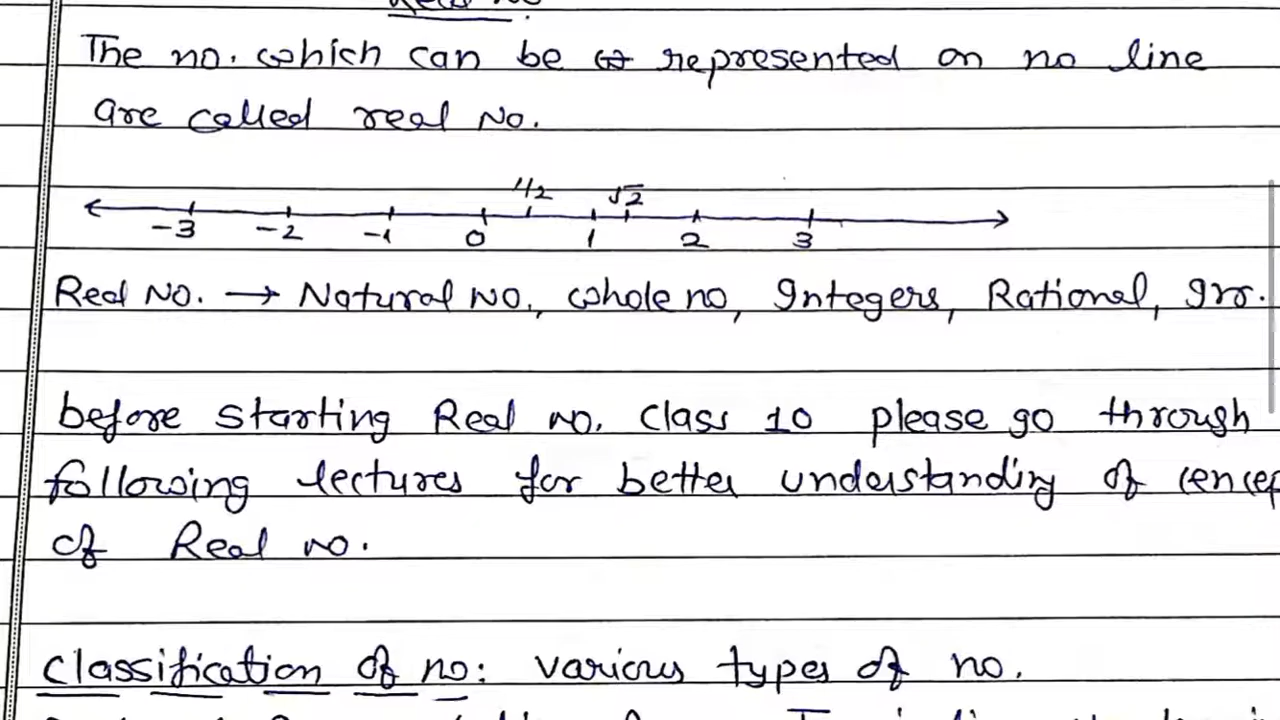 Real no.
The no. which can be represented on no line
are called real No.
1/2 √2
-3 -2 -1 0 1 2 3
Real No. → Natural no., whole no, Integers, Rational, Irr.
before starting Real no. Class 10 please go through
following lectures for better understanding of
of Real no.
Classification of no: various types of no.